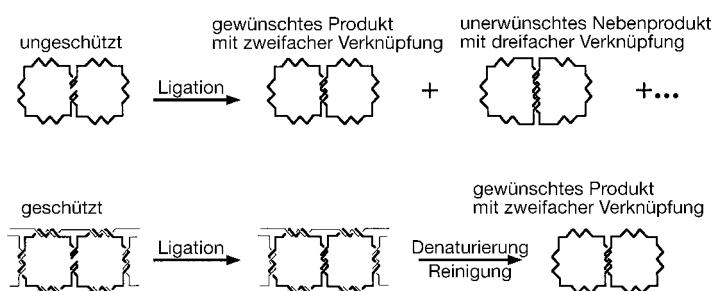 ungeschützt
Ligation
gewünschtes Produkt
mit zweifacher Verknüpfung
+
unerwünschtes Nebenprodukt
mit dreifacher Verknüpfung
+...
geschützt
Ligation
Denaturierung
Reinigung
gewünschtes Produkt
mit zweifacher Verknüpfung